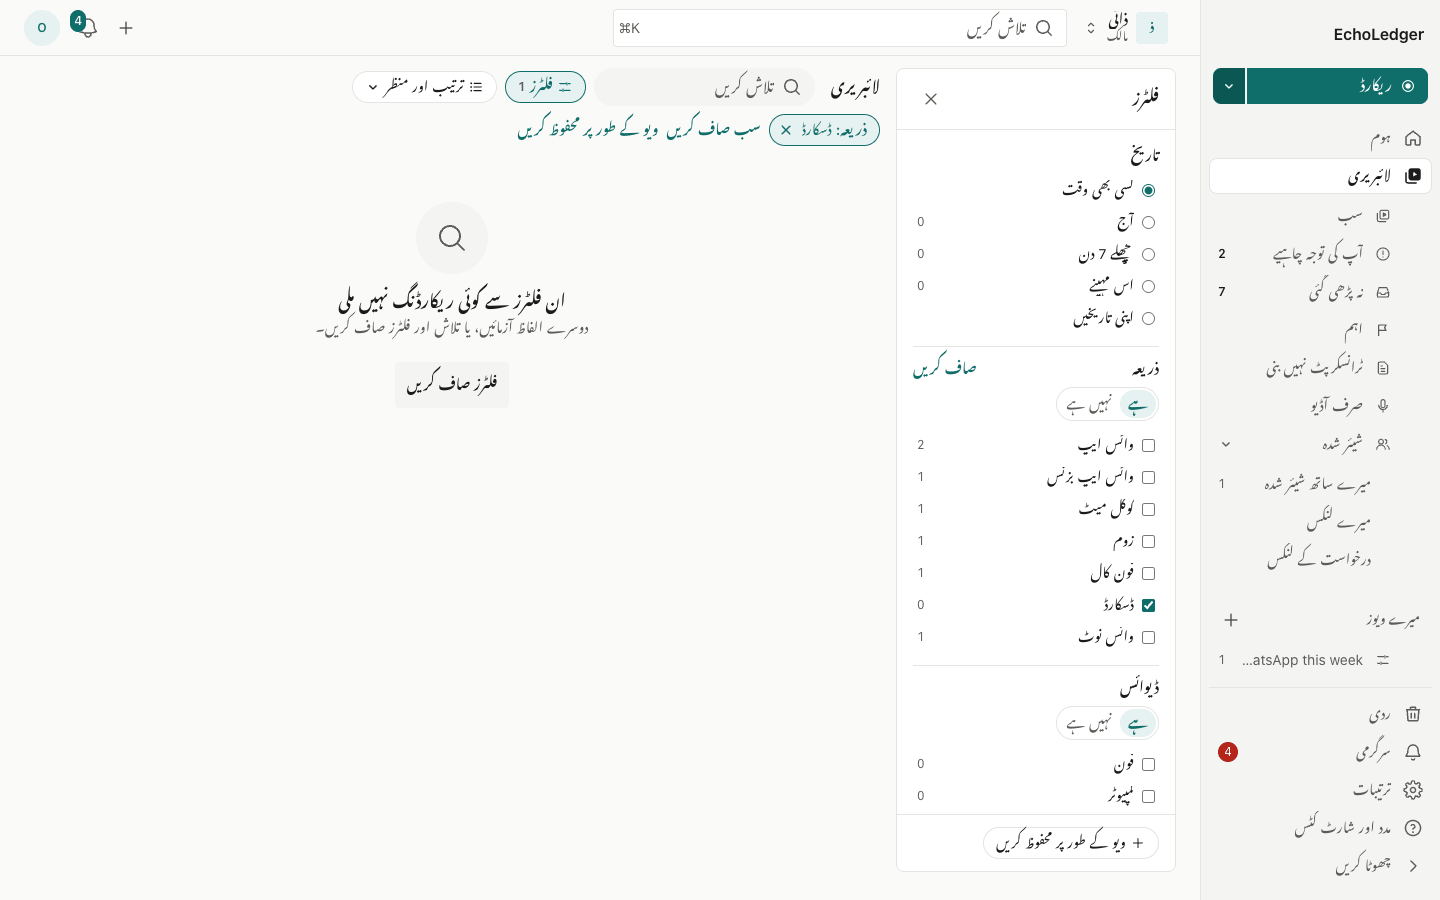 EchoLedger
ریکارڈ
ہوم
لائبریری
سب
آپ کی توجہ چاہیے 2
نہ پڑھی گئی 7
اہم
ٹرانسکرپٹ نہیں بنی
صرف آڈیو
شیئر شدہ
میرے ساتھ شیئر شدہ 1
میرے لنکس
درخواست کے لنکس
میرے ویوز
...atsApp this week 1
ردی
سرگرمی 4
ترتیبات
مدد اور شارٹ کٹس
چھوٹا کریں
ذ
ذاتی
مالک
تلاش کریں ⌘K
4
O
فلٹرز
تاریخ
کسی بھی وقت
آج 0
پچھلے 7 دن 0
اس مہینے 0
اپنی تاریخیں
ذریعہ صاف کریں
ہے نہیں ہے
واٹس ایپ 2
واٹس ایپ بزنس 1
گوگل میٹ 1
زوم 1
فون کال 1
ڈسکارڈ 0
وائس نوٹ 1
ڈیوائس
ہے نہیں ہے
فون 0
کمپیوٹر 0
ویو کے طور پر محفوظ کریں
لائبریری
تلاش کریں
فلٹرز 1
ترتیب اور منظر
ذریعہ: ڈسکارڈ
سب صاف کریں
ویو کے طور پر محفوظ کریں
ان فلٹرز سے کوئی ریکارڈنگ نہیں ملی
دوسرے الفاظ آزمائیں، یا تلاش اور فلٹرز صاف کریں۔
فلٹرز صاف کریں